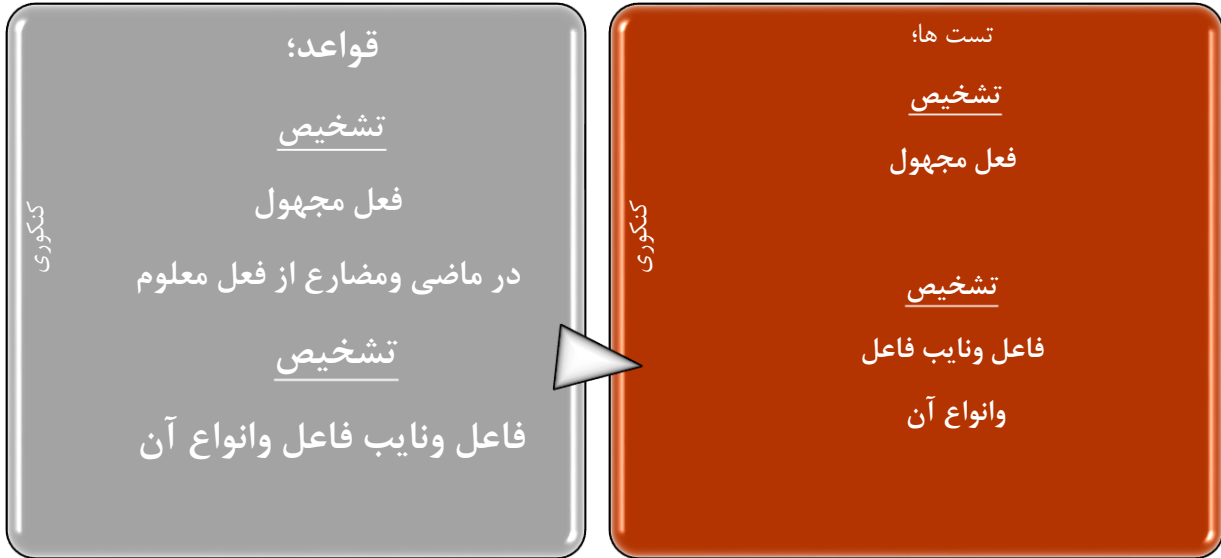 قواعد؛
تشخیص
فعل مجهول
در ماضی ومضارع از فعل معلوم
تشخیص
فاعل ونایب فاعل وانواع آن
کنکوری
تست ها؛
تشخیص
فعل مجهول
تشخیص
فاعل ونایب فاعل
وانواع آن
کنکوری